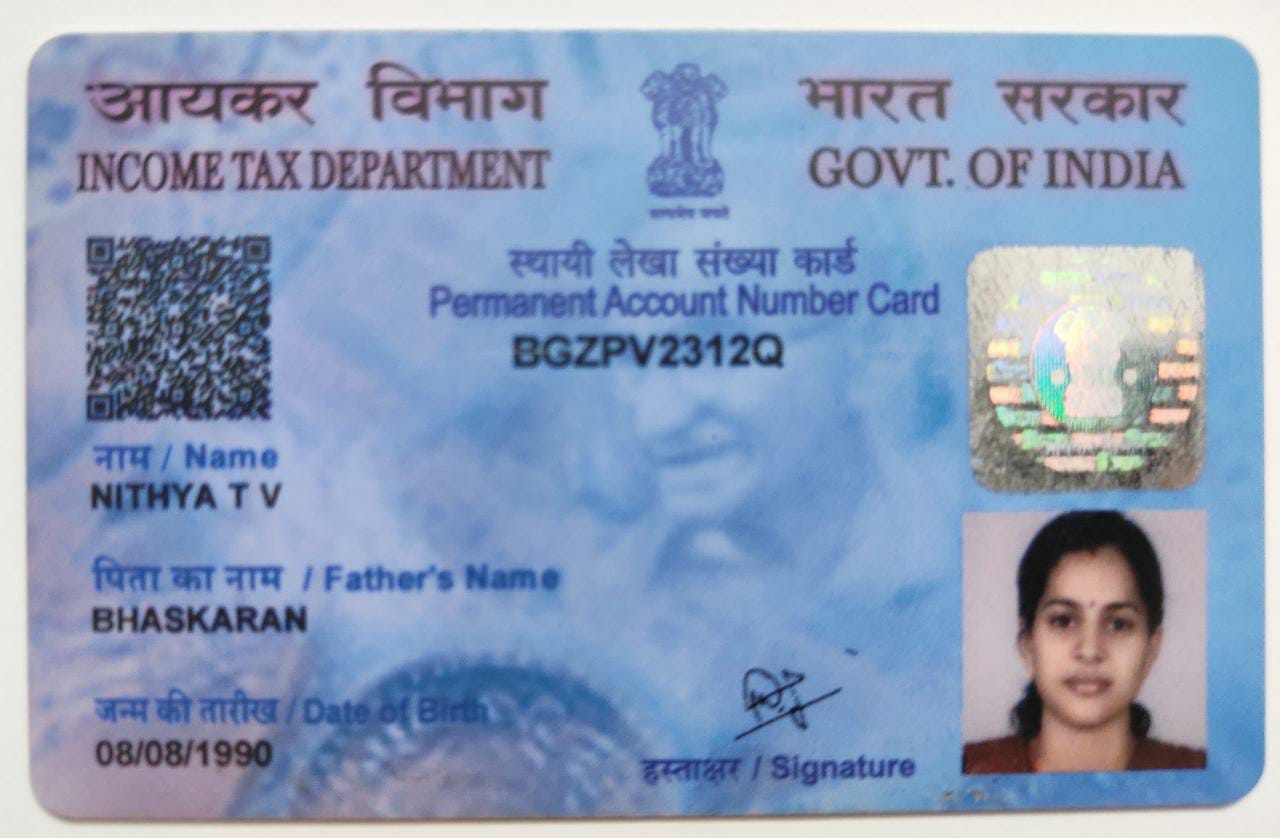 आयकर विभाग
INCOME TAX DEPARTMENT
भारत सरकार
GOVT. OF INDIA
सत्यमेव जयते
स्थायी लेखा संख्या कार्ड
Permanent Account Number Card
BGZPV2312Q
नाम / Name
NITHYA T V
पिता का नाम / Father's Name
BHASKARAN
जन्म की तारीख / Date of Birth
08/08/1990
हस्ताक्षर / Signature